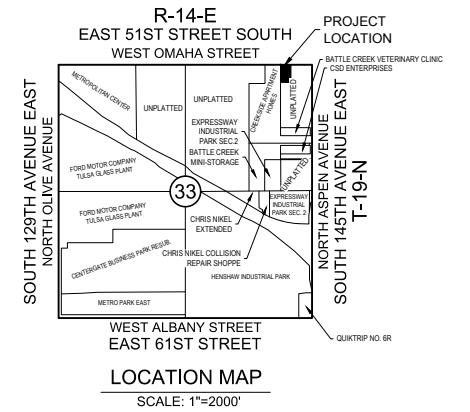 R-14-E
EAST 51ST STREET SOUTH
WEST OMAHA STREET
PROJECT
LOCATION
BATTLE CREEK VETERINARY CLINIC
CSD ENTERPRISES
SOUTH 129TH AVENUE EAST
NORTH OLIVE AVENUE
METROPOLITAN CENTER
UNPLATTED
UNPLATTED
CREEKSIDE APARTMENT
HOMES
UNPLATTED
EXPRESSWAY
INDUSTRIAL
PARK SEC.2
BATTLE CREEK
MINI-STORAGE
UNPLATTED
FORD MOTOR COMPANY
TULSA GLASS PLANT
33
FORD MOTOR COMPANY
TULSA GLASS PLANT
EXPRESSWAY
INDUSTRIAL
PARK SEC. 2
CHRIS NIKEL
EXTENDED
CHRIS NIKEL COLLISION
REPAIR SHOPPE
CENTERGATE BUSINESS PARK RESUB.
HENSHAW INDUSTRIAL PARK
METRO PARK EAST
NORTH ASPEN AVENUE
SOUTH 145TH AVENUE EAST
T-19-N
WEST ALBANY STREET
EAST 61ST STREET
QUIKTRIP NO. 6R
LOCATION MAP
SCALE: 1"=2000'